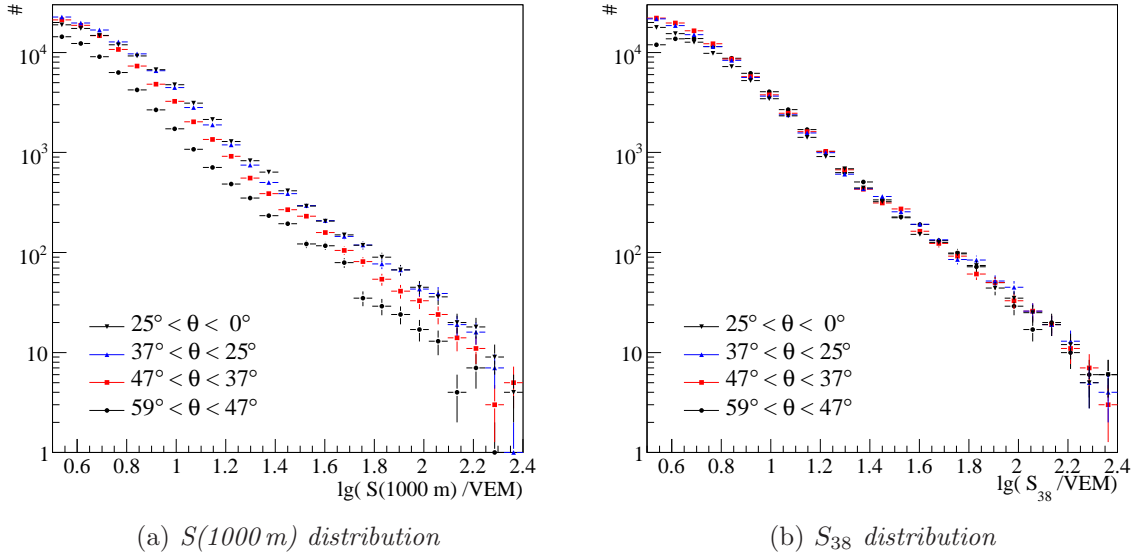 #
10⁴
10³
10²
10
1
25° < θ < 0°
37° < θ < 25°
47° < θ < 37°
59° < θ < 47°
0.6 0.8 1 1.2 1.4 1.6 1.8 2 2.2 2.4
lg( S(1000 m) /VEM)
(a) S(1000 m) distribution
#
10⁴
10³
10²
10
1
25° < θ < 0°
37° < θ < 25°
47° < θ < 37°
59° < θ < 47°
0.6 0.8 1 1.2 1.4 1.6 1.8 2 2.2 2.4
lg( S₃₈ /VEM)
(b) S₃₈ distribution